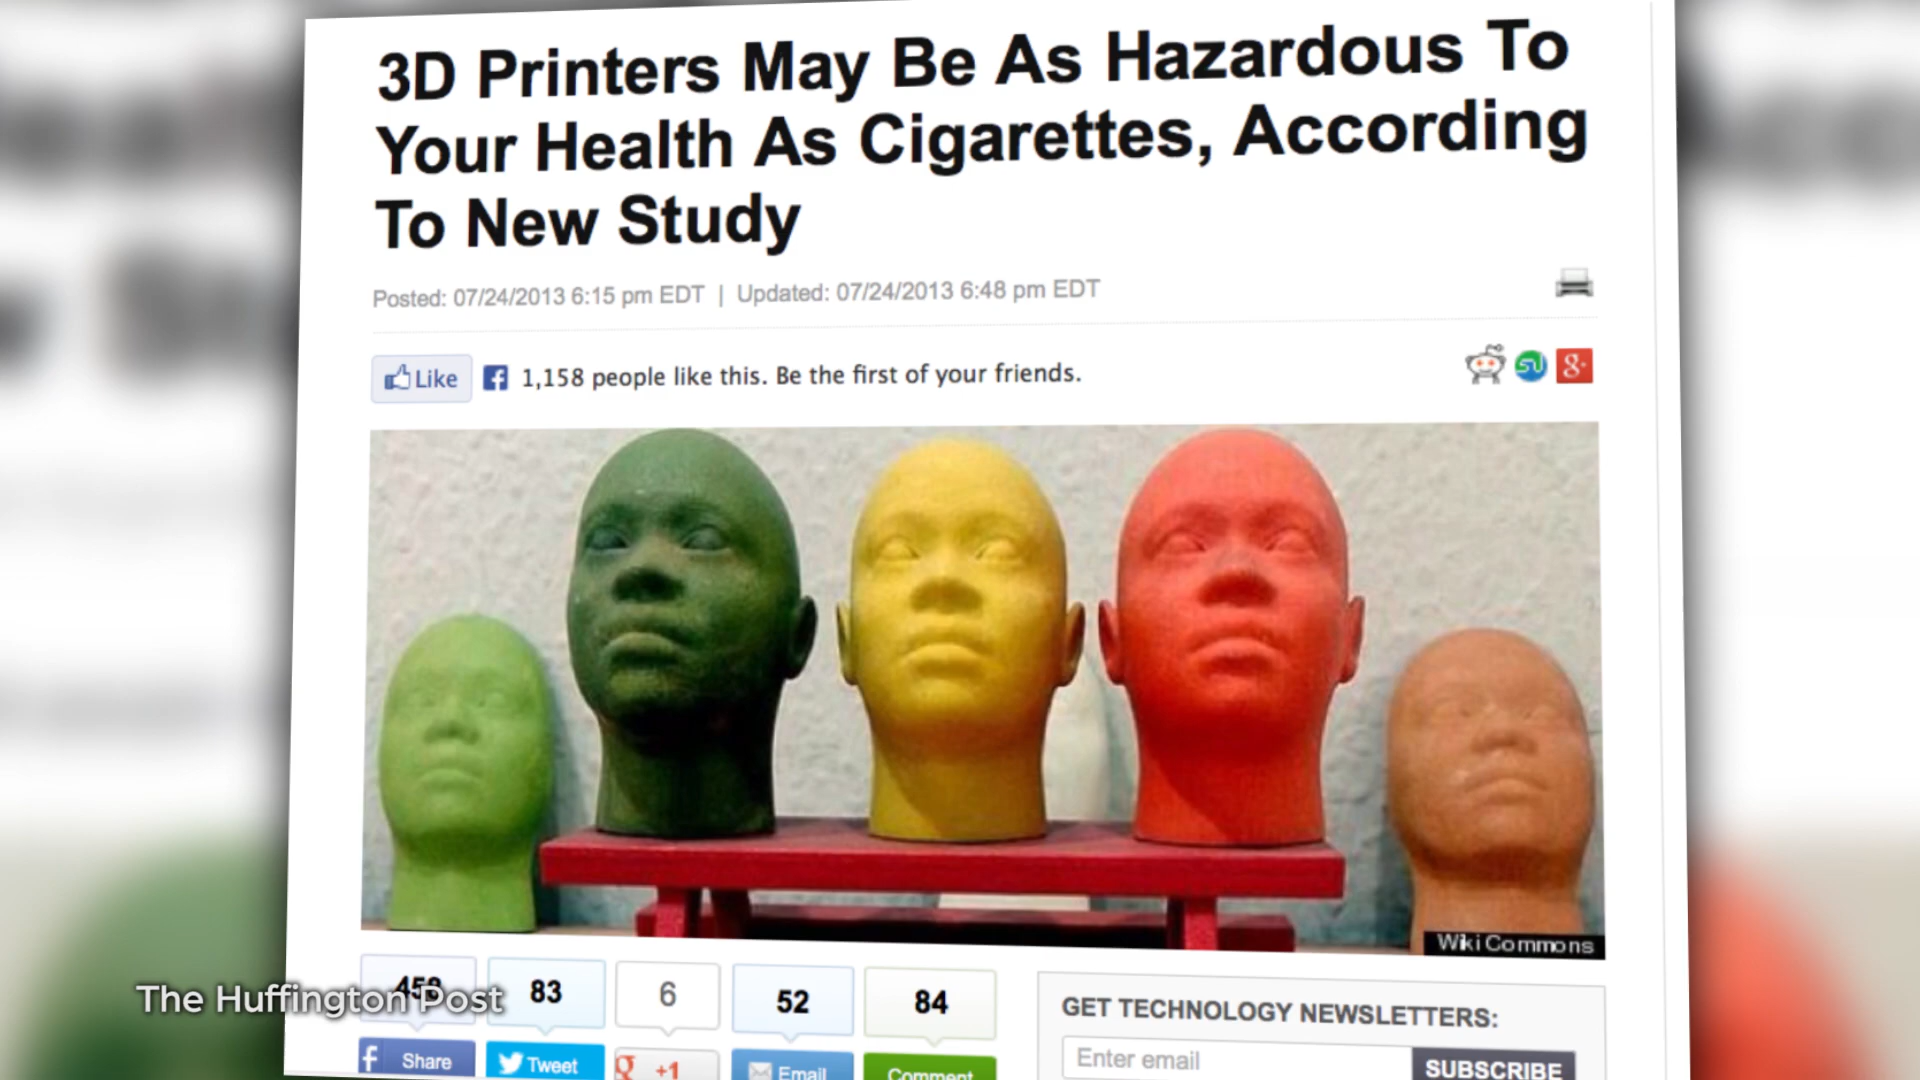 3D Printers May Be As Hazardous To
Your Health As Cigarettes, According
To New Study
Posted: 07/24/2013 6:15 pm EDT | Updated: 07/24/2013 6:48 pm EDT
Like
1,158 people like this. Be the first of your friends.
Wiki Commons
83
6
52
84
The Huffington Post
GET TECHNOLOGY NEWSLETTERS:
Enter email
SUBSCRIBE
Share
Tweet
+1
Email
Comment